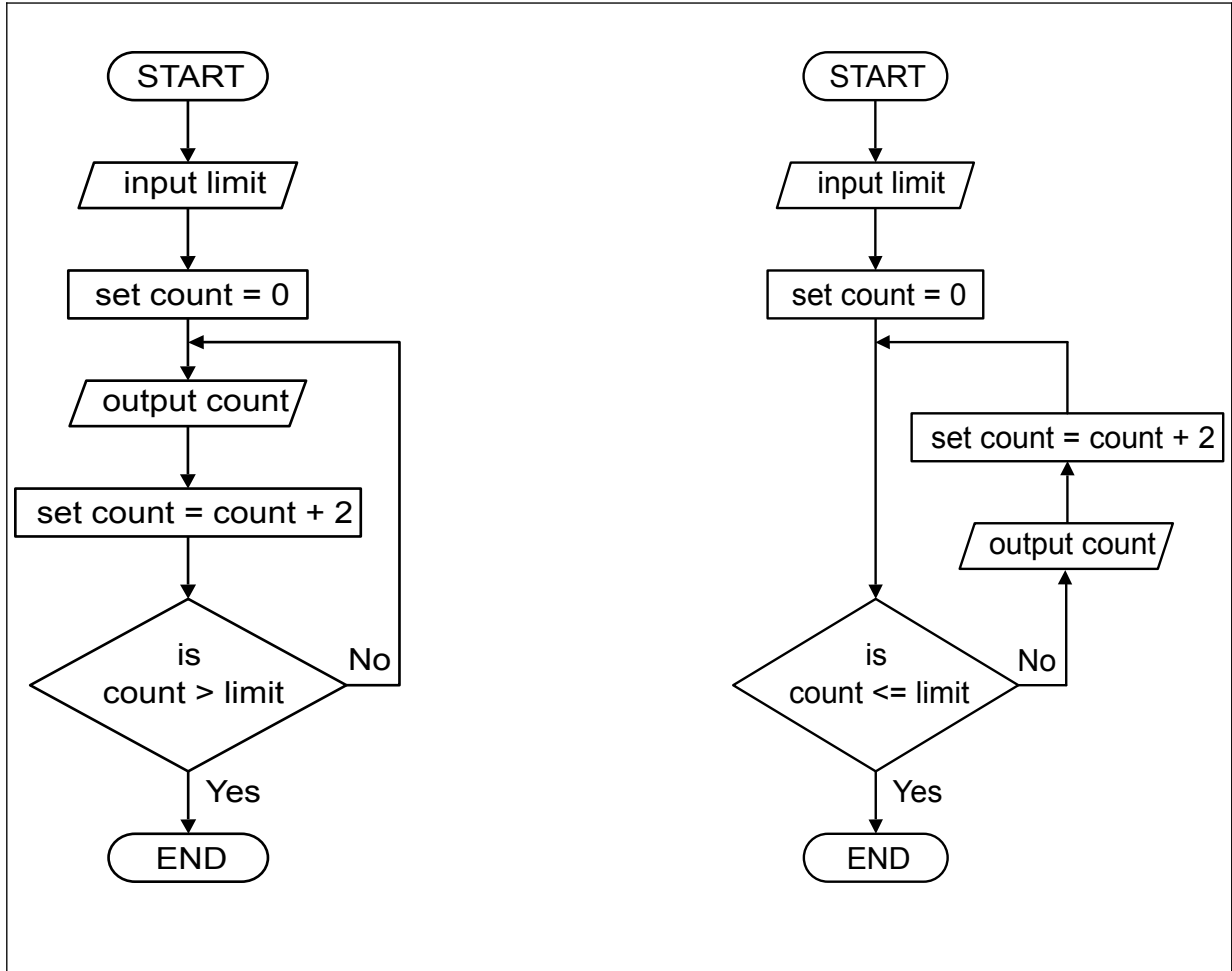 START
input limit
set count = 0
output count
set count = count + 2
is
count > limit
No
Yes
END
START
input limit
set count = 0
set count = count + 2
output count
is
count <= limit
No
Yes
END